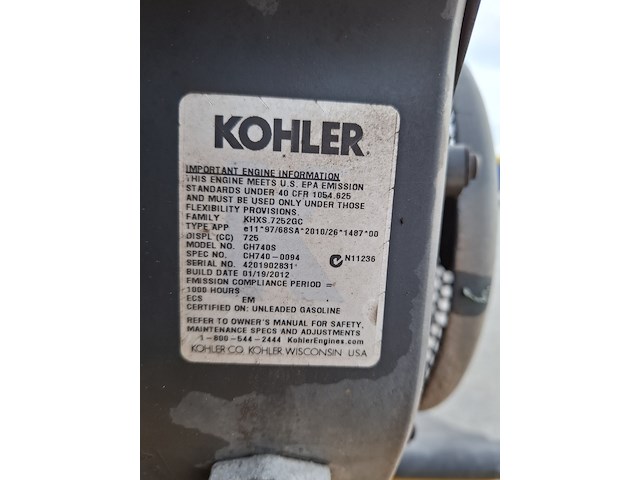 KOHLER.
IMPORTANT ENGINE INFORMATION
THIS ENGINE MEETS U.S. EPA EMISSION
STANDARDS UNDER 40 CFR 1054.625
AND MUST BE USED ONLY UNDER THOSE
FLEXIBILITY PROVISIONS.
FAMILY KHXS.7252GC
TYPE APP e11*97/68SA*2010/26*1487*00
DISPL (CC) 725
MODEL NO. CH740S
SPEC NO. CH740-0094 N11236
SERIAL NO. 4201902831
BUILD DATE 01/19/2012
EMISSION COMPLIANCE PERIOD =
1000 HOURS
ECS EM
CERTIFIED ON: UNLEADED GASOLINE
REFER TO OWNER'S MANUAL FOR SAFETY,
MAINTENANCE SPECS AND ADJUSTMENTS
1-800-544-2444 KohlerEngines.com
KOHLER CO. KOHLER, WISCONSIN USA